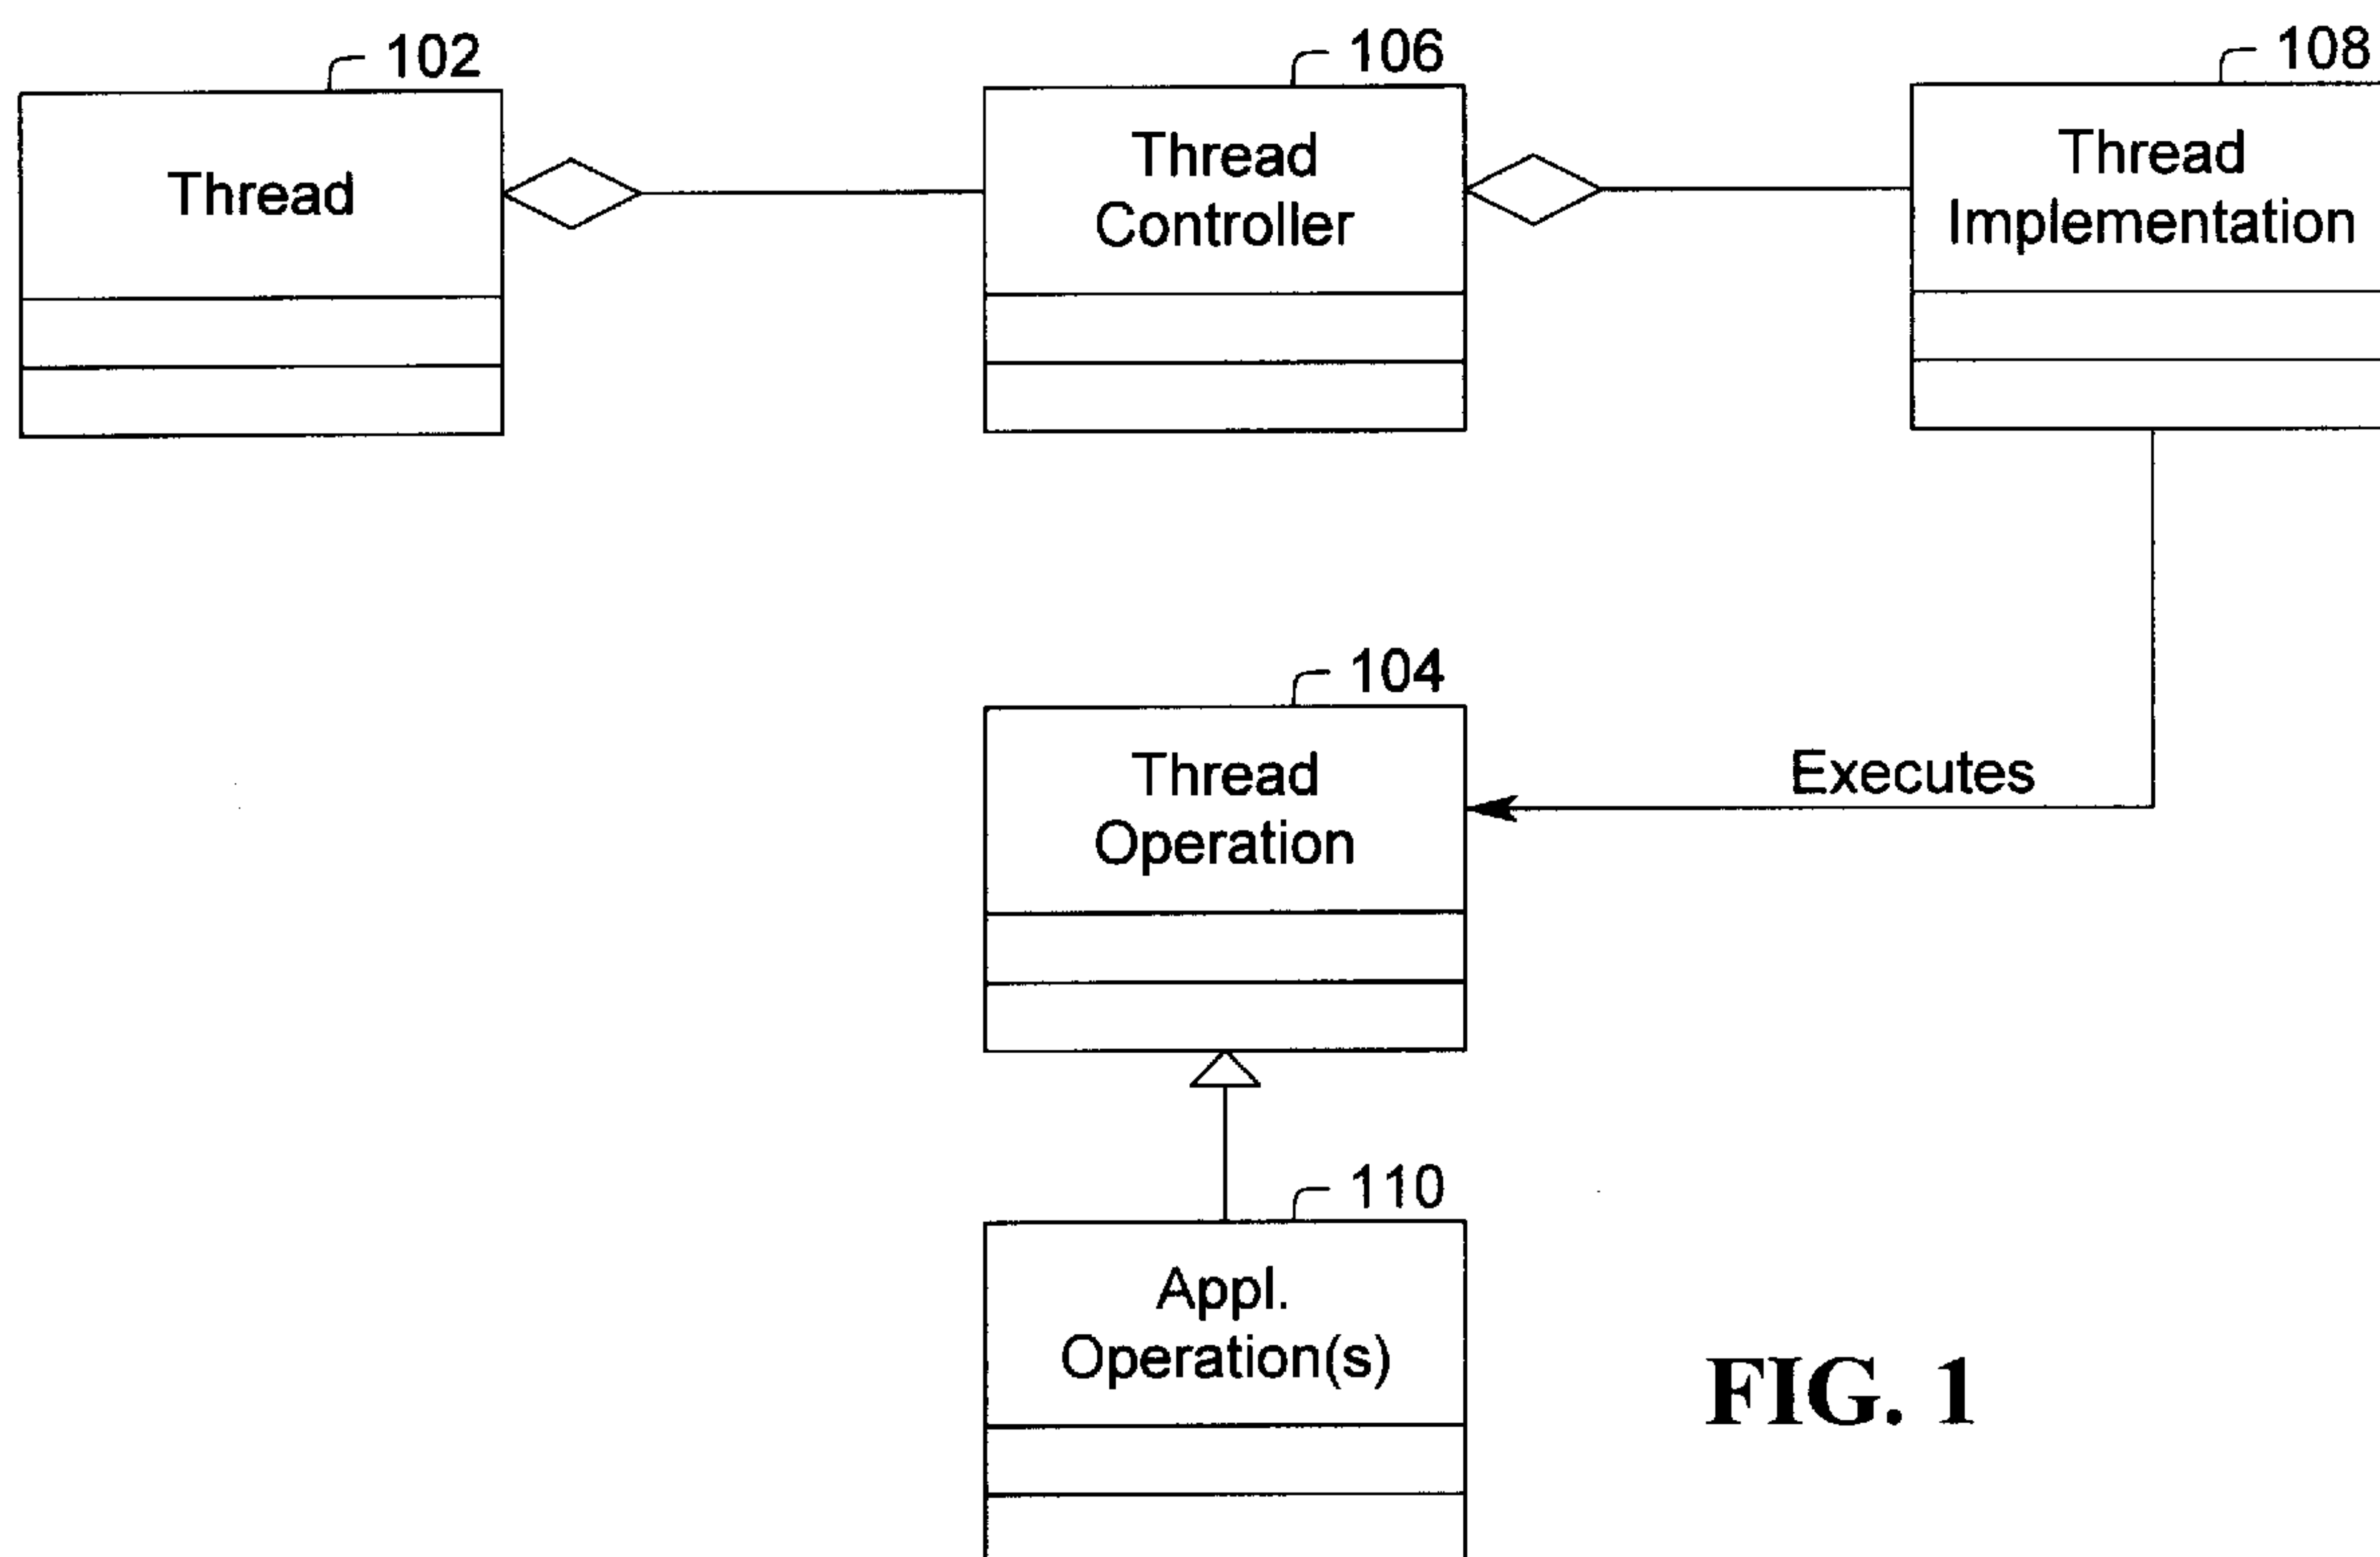 102
106
108
Thread
Thread
Controller
Thread
Implementation
104
Thread
Operation
Executes
110
Appl.
Operation(s)
FIG. 1